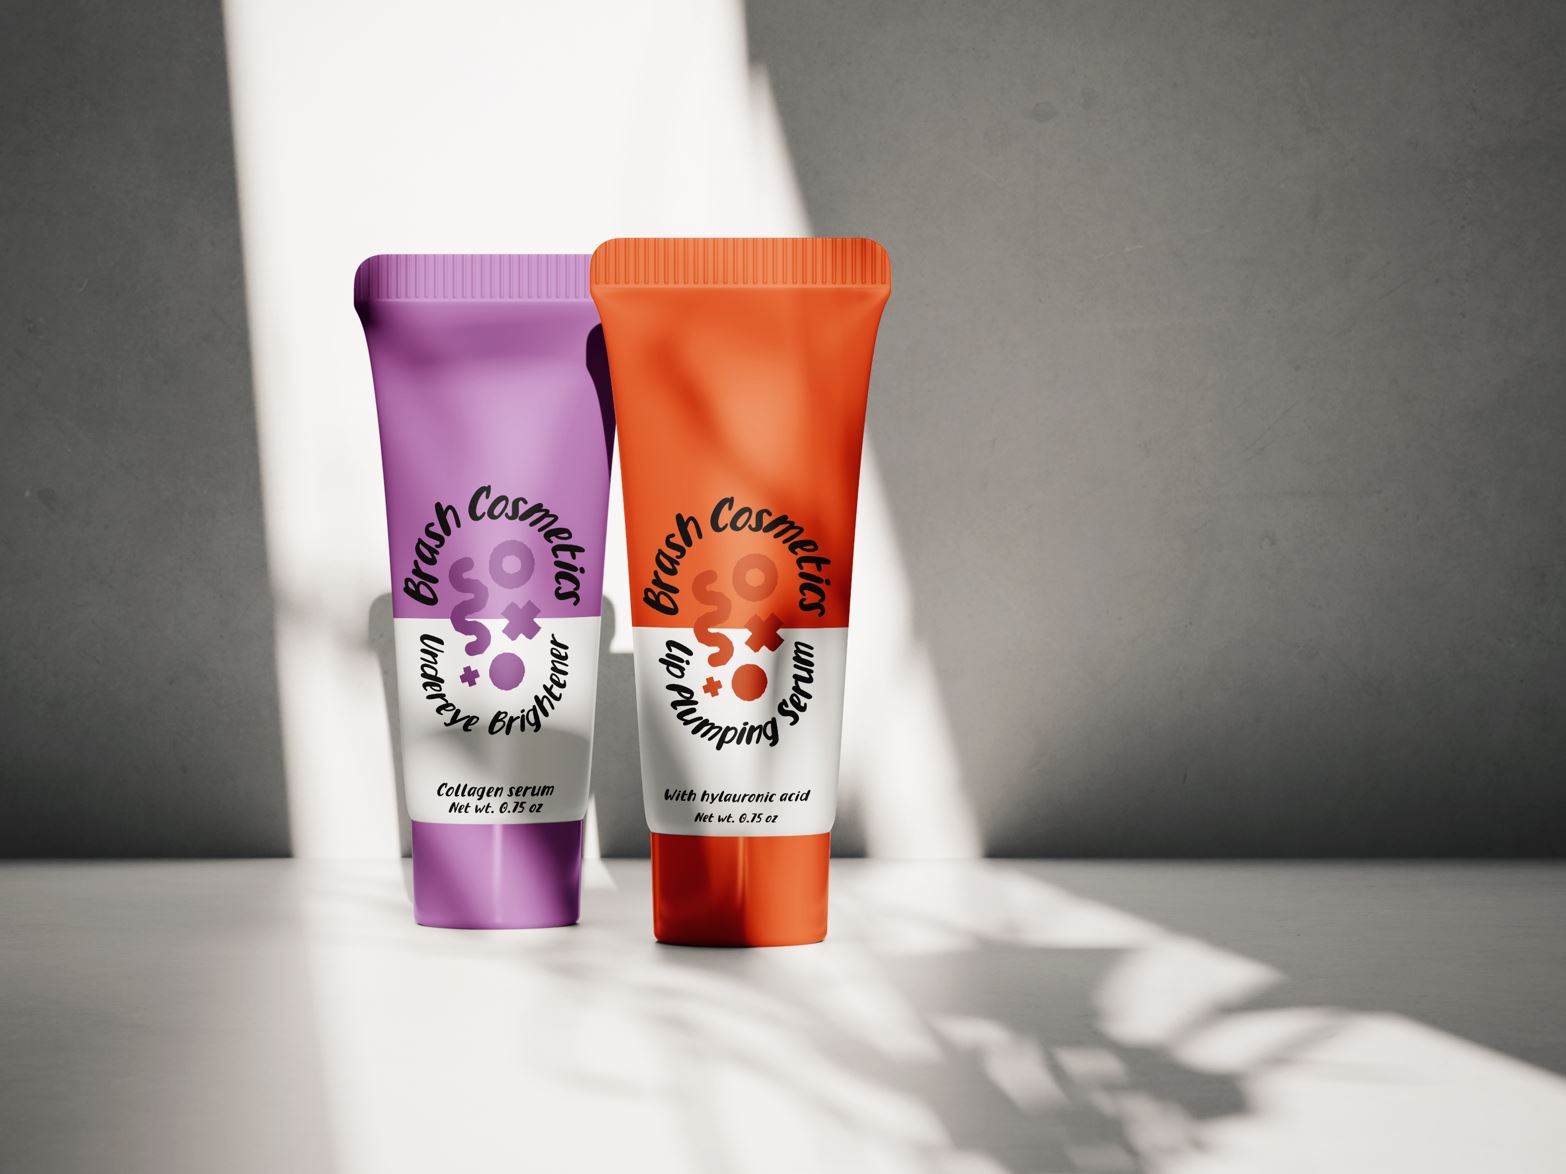 Brash Cosmetics
Undereye Brightener
Collagen serum
Net wt. 0.75 oz
Brash Cosmetics
Lip Plumping Serum
With hylauronic acid
Net wt. 0.75 oz